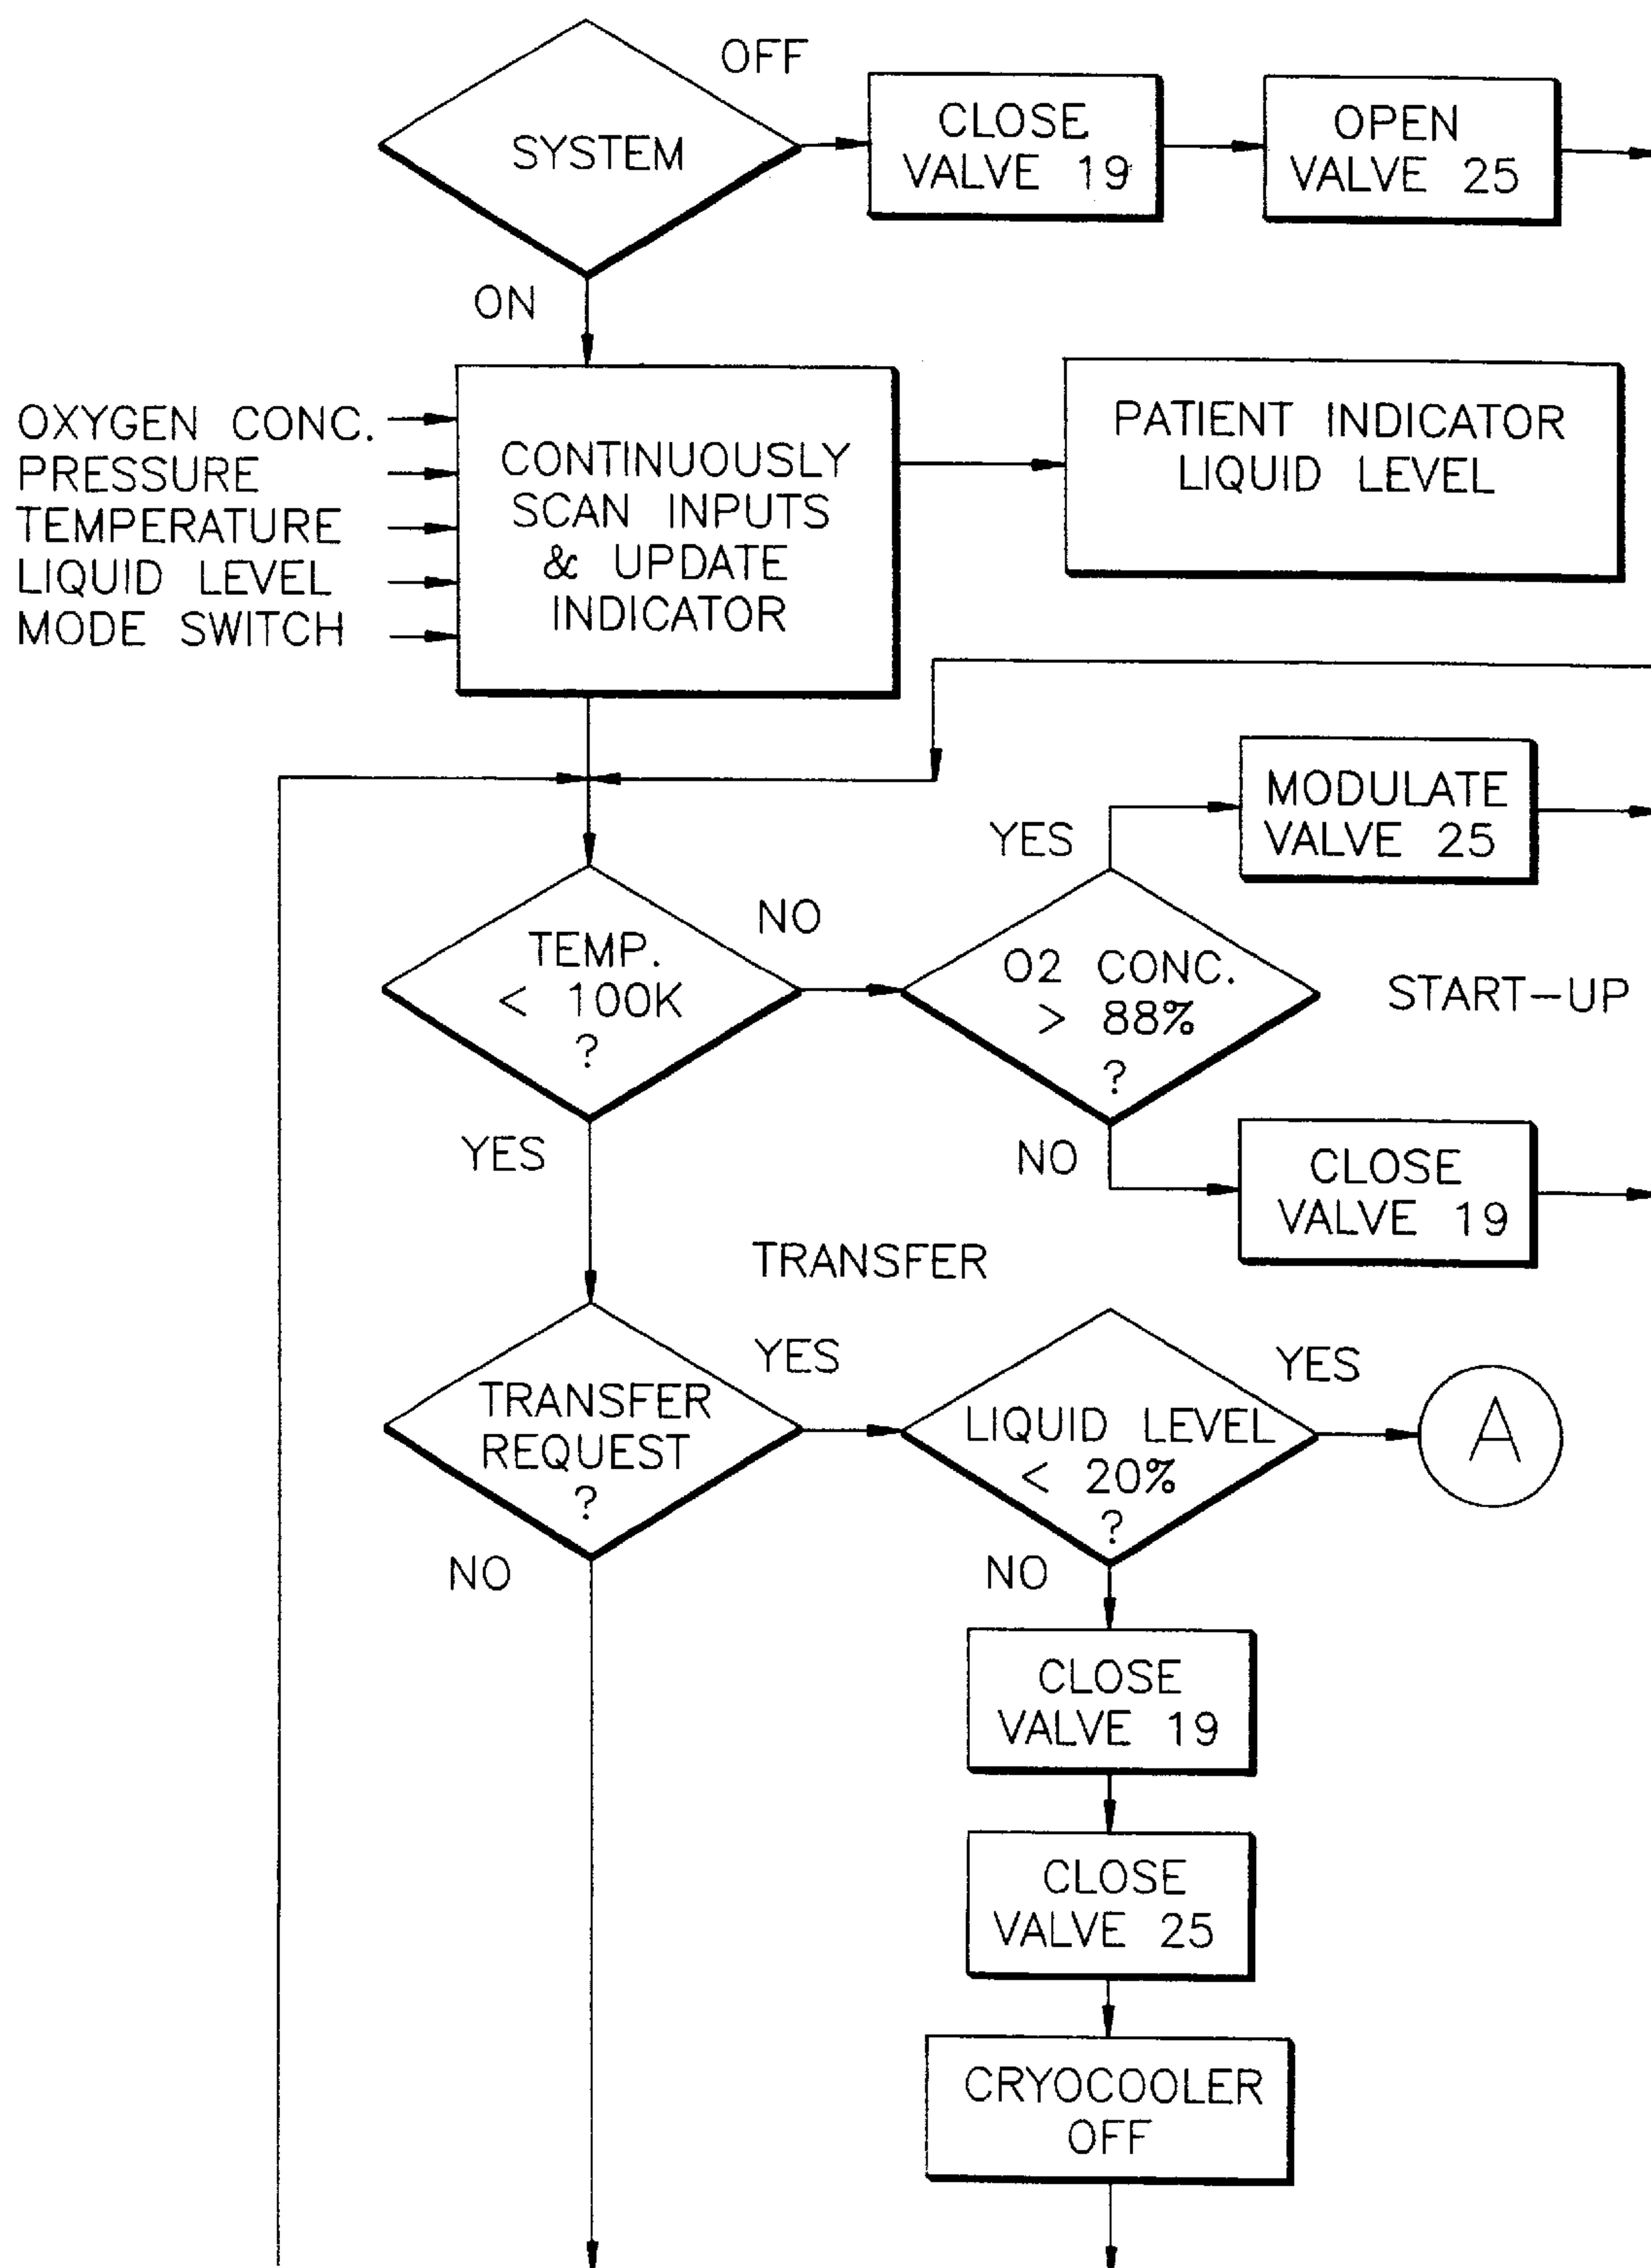 OFF
SYSTEM
CLOSE
VALVE 19
OPEN
VALVE 25
ON
OXYGEN CONC.
PRESSURE
TEMPERATURE
LIQUID LEVEL
MODE SWITCH
CONTINUOUSLY
SCAN INPUTS
& UPDATE
INDICATOR
PATIENT INDICATOR
LIQUID LEVEL
MODULATE
VALVE 25
YES
NO
TEMP.
< 100K
?
O2 CONC.
> 88%
?
START-UP
YES
NO
CLOSE
VALVE 19
TRANSFER
YES
YES
TRANSFER
REQUEST
?
LIQUID LEVEL
< 20%
?
A
NO
NO
CLOSE
VALVE 19
CLOSE
VALVE 25
CRYOCOOLER
OFF